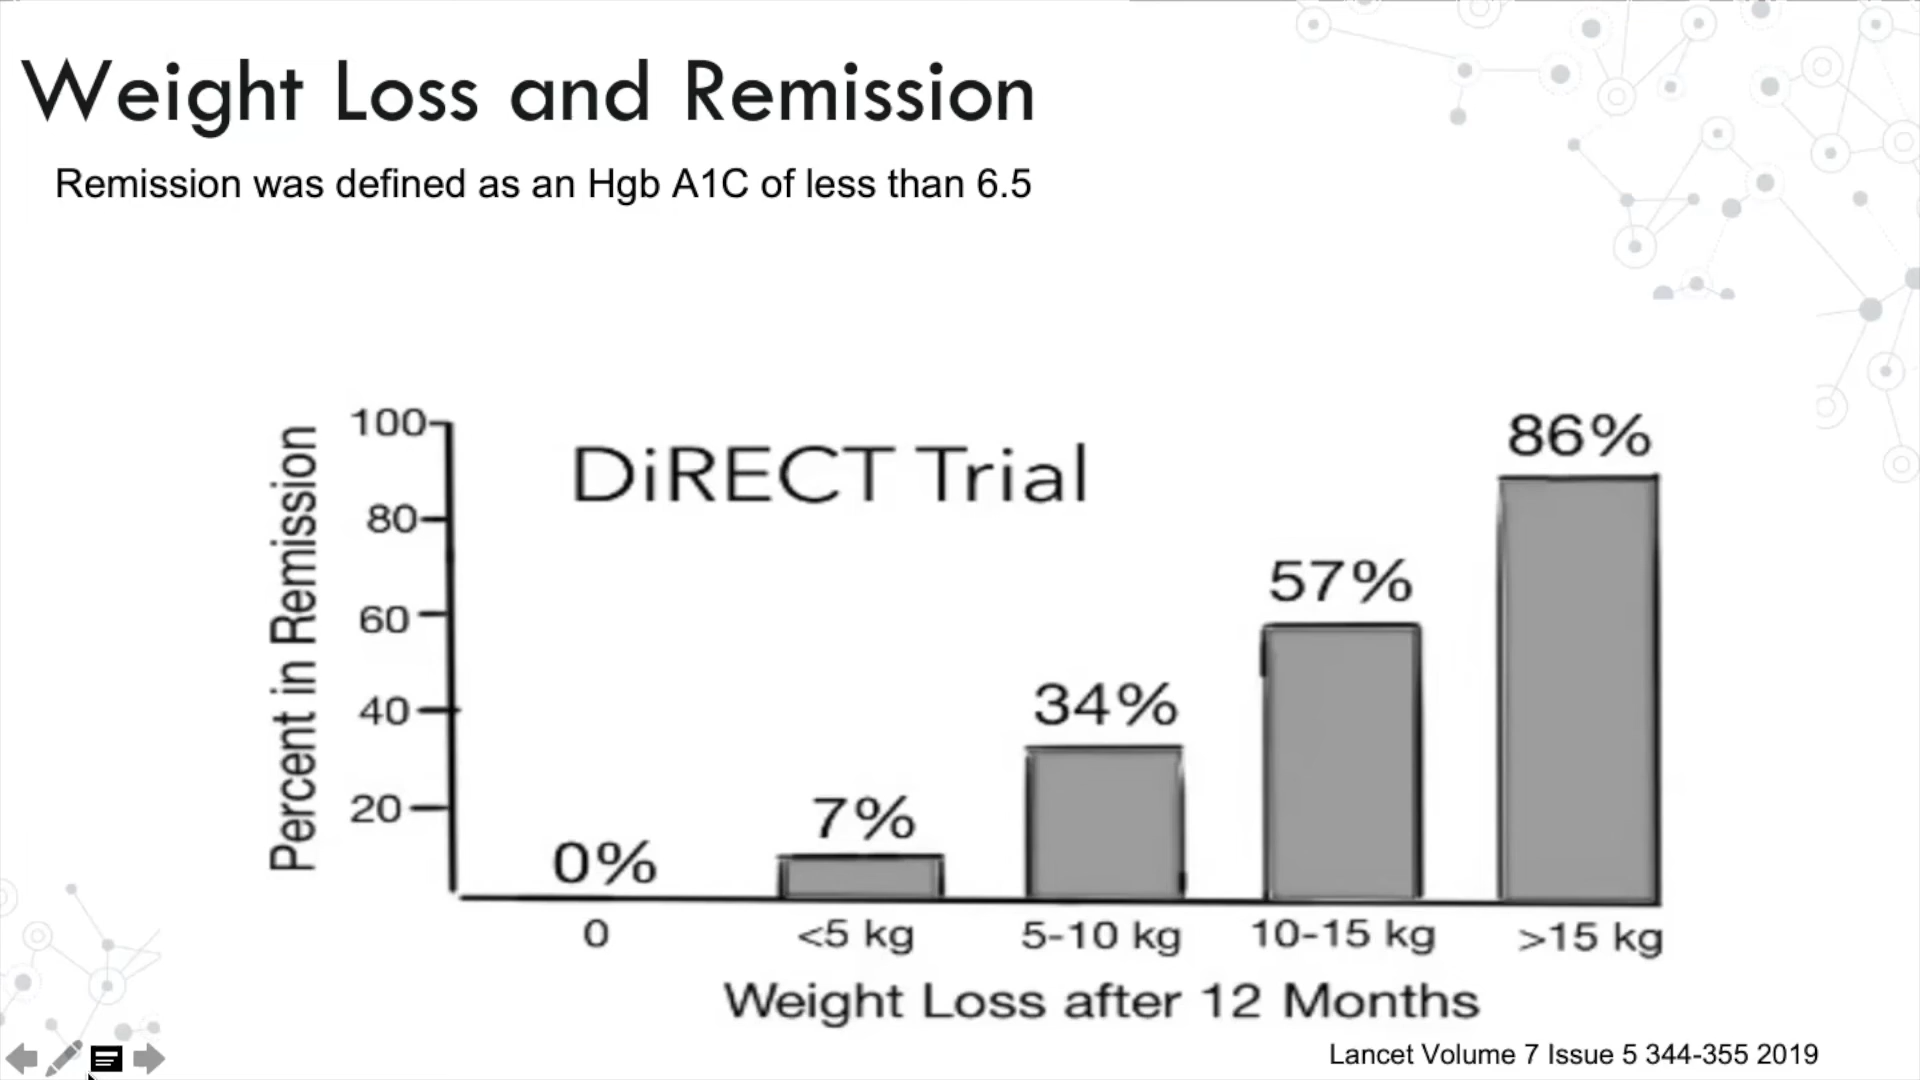 Weight Loss and Remission
Remission was defined as an Hgb A1C of less than 6.5
Percent in Remission
100
80
60
40
20
DiRECT Trial
0%
7%
34%
57%
86%
0
<5 kg
5-10 kg
10-15 kg
>15 kg
Weight Loss after 12 Months
Lancet Volume 7 Issue 5 344-355 2019